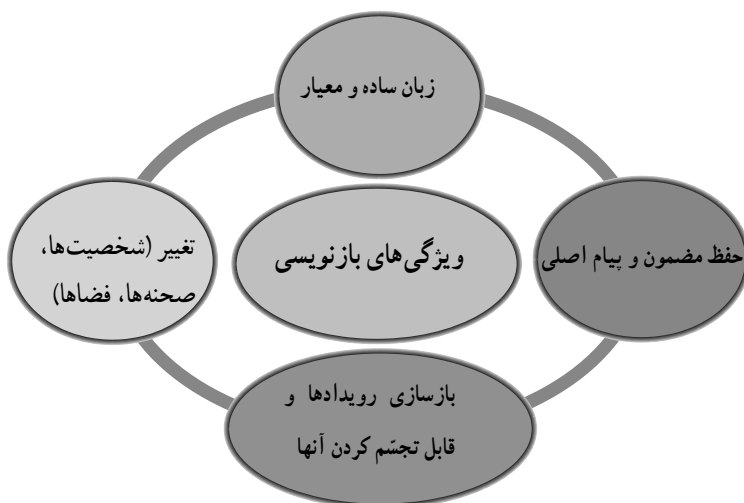 زبان ساده و معیار
حفظ مضمون و پیام اصلی
ویژگی‌های بازنویسی
تغییر (شخصیت‌ها،
صحنه‌ها، فضاها)
بازسازی رویدادها و
قابل تجسّم کردن آنها